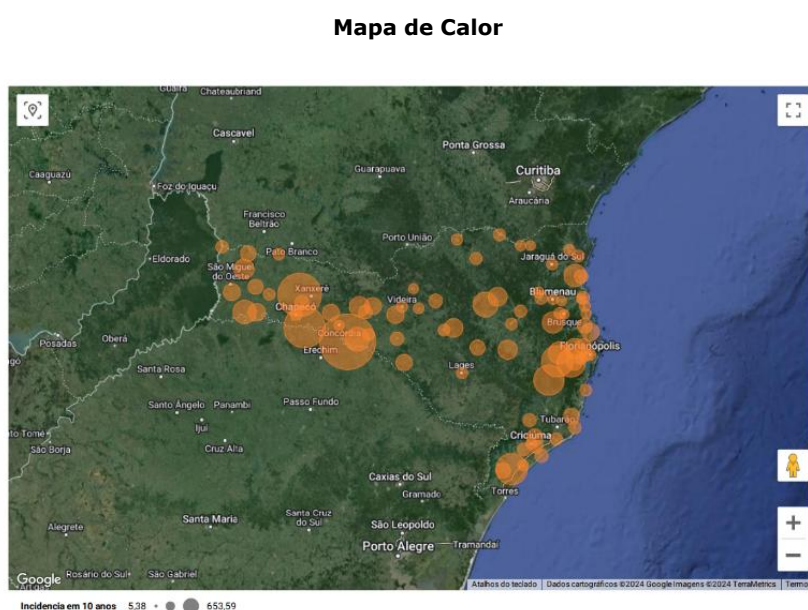 Mapa de Calor
Guaíra
Chateaubriand
Cascavel
Ponta Grossa
Caaguazú
Foz do Iguaçu
Guarapuava
Curitiba
Araucária
Francisco
Beltrão
Pato Branco
Porto União
Eldorado
São Miguel
do Oeste
Jaraguá do Sul
Xanxerê
Chapecó
Videira
Blumenau
Brusque
Concórdia
Posadas
Oberá
Erechim
Florianópolis
Santa Rosa
Lages
Santo Ângelo
Panambi
Passo Fundo
Ijuí
Tubarão
Criciúma
São Borja
Cruz Alta
Caxias do Sul
Gramado
Torres
Santa Maria
Santa Cruz
do Sul
São Leopoldo
Alegrete
Porto Alegre
Tramandaí
Google
Rosário do Sul
São Gabriel
Atalhos do teclado
Dados cartográficos ©2024 Google Imagens ©2024 TerraMetrics
Termo
Incidencia em 10 anos 5,38 653,59